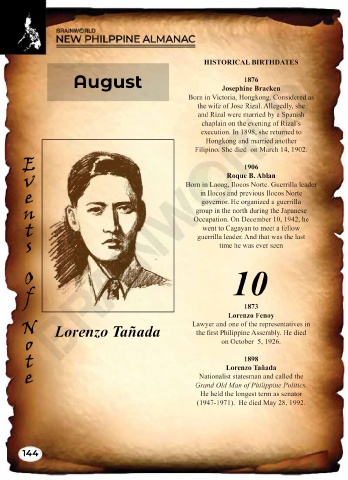 BRAINWORLD
NEW PHILPPINE ALMANAC
August
Events Of Note
Lorenzo Tañada
HISTORICAL BIRTHDATES
1876
Josephine Bracken
Born in Victoria, Hongkong. Considered as
the wife of Jose Rizal. Allegedly, she
and Rizal were married by a Spanish
chaplain on the evening of Rizal's
execution. In 1898, she returned to
Hongkong and married another
Filipino. She died on March 14, 1902.
1906
Roque B. Ablan
Born in Laoag, Ilocos Norte. Guerrilla leader
in Ilocos and previous Ilocos Norte
governor. He organized a guerrilla
group in the north during the Japanese
Occupation. On December 10, 1942, he
went to Cagayan to meet a fellow
guerrilla leader. And that was the last
time he was ever seen
10
1873
Lorenzo Fenoy
Lawyer and one of the representatives in
the first Philippine Assembly. He died
on October 5, 1926.
1898
Lorenzo Tañada
Nationalist statesman and called the
Grand Old Man of Philippine Politics.
He held the longest term as senator
(1947-1971). He died May 28, 1992.
144